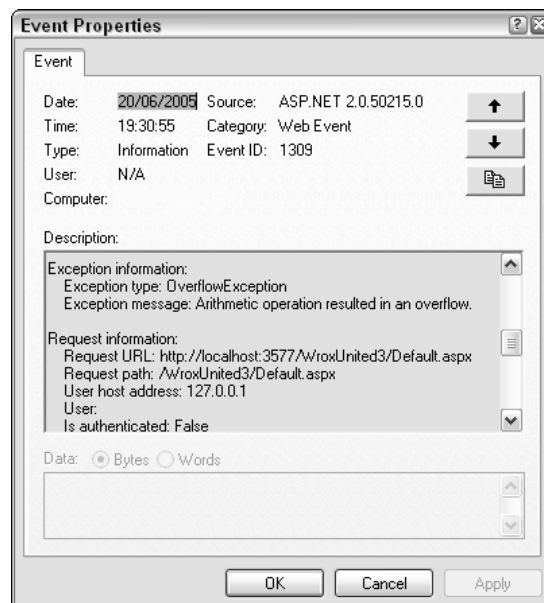 Event Properties
Event
Date: 20/06/2005 Source: ASP.NET 2.0.50215.0
Time: 19:30:55 Category: Web Event
Type: Information Event ID: 1309
User: N/A
Computer:
Description:
Exception information:
Exception type: OverflowException
Exception message: Arithmetic operation resulted in an overflow.
Request information:
Request URL: http://localhost:3577/WroxUnited3/Default.aspx
Request path: /WroxUnited3/Default.aspx
User host address: 127.0.0.1
User:
Is authenticated: False
Data: Bytes Words
OK Cancel Apply